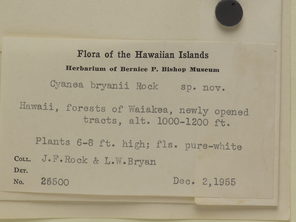 Flora of the Hawaiian Islands
Herbarium of Bernice P. Bishop Museum
Cyanea bryanii Rock sp. nov.
Hawaii, forests of Waiakea, newly opened
tracts, alt. 1000-1200 ft.
Plants 6-8 ft. high; fls. pure-white
Coll. J.F.Rock & L.W.Bryan
Det.
No. 28500 Dec. 2,1955